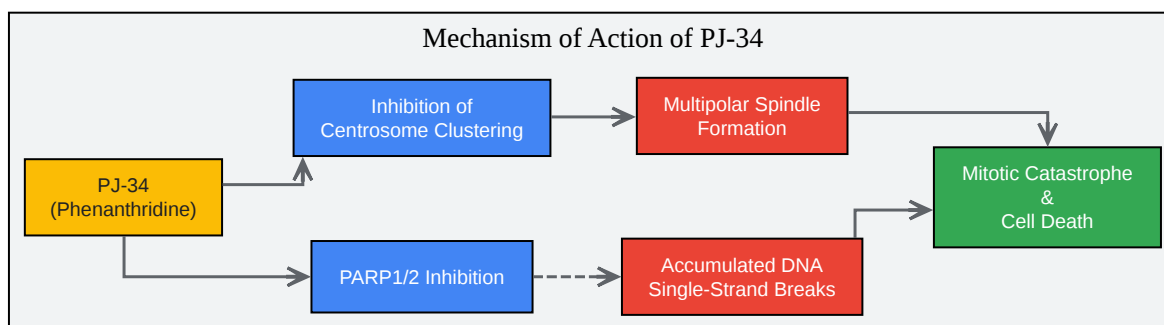 Mechanism of Action of PJ-34
Inhibition of
Centrosome Clustering
Multipolar Spindle
Formation
PJ-34
(Phenanthridine)
Mitotic Catastrophe
&
Cell Death
PARP1/2 Inhibition
Accumulated DNA
Single-Strand Breaks